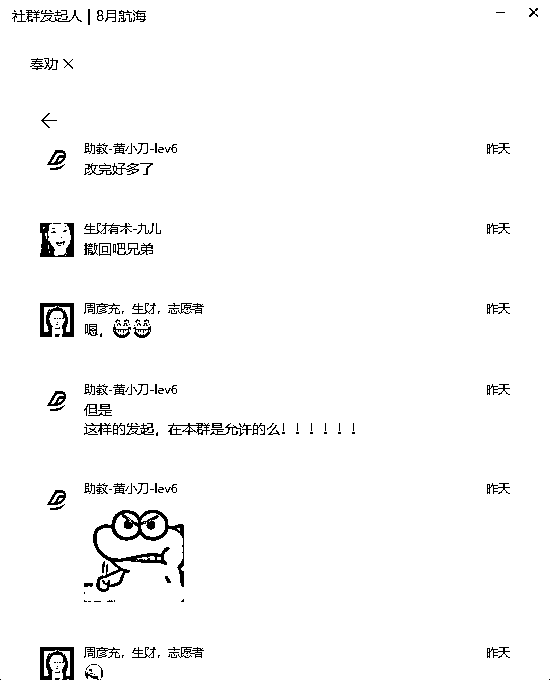 社群发起人 | 8月航海
奉劝
助教-黄小刀-lev6
昨天
改完好多了
生财有术-九儿
昨天
撤回吧兄弟
周彦充，生财，志愿者
昨天
嗯，
助教-黄小刀-lev6
昨天
但是
这样的发起，在本群是允许的么！！！！！！
助教-黄小刀-lev6
昨天
周彦充，生财，志愿者
昨天